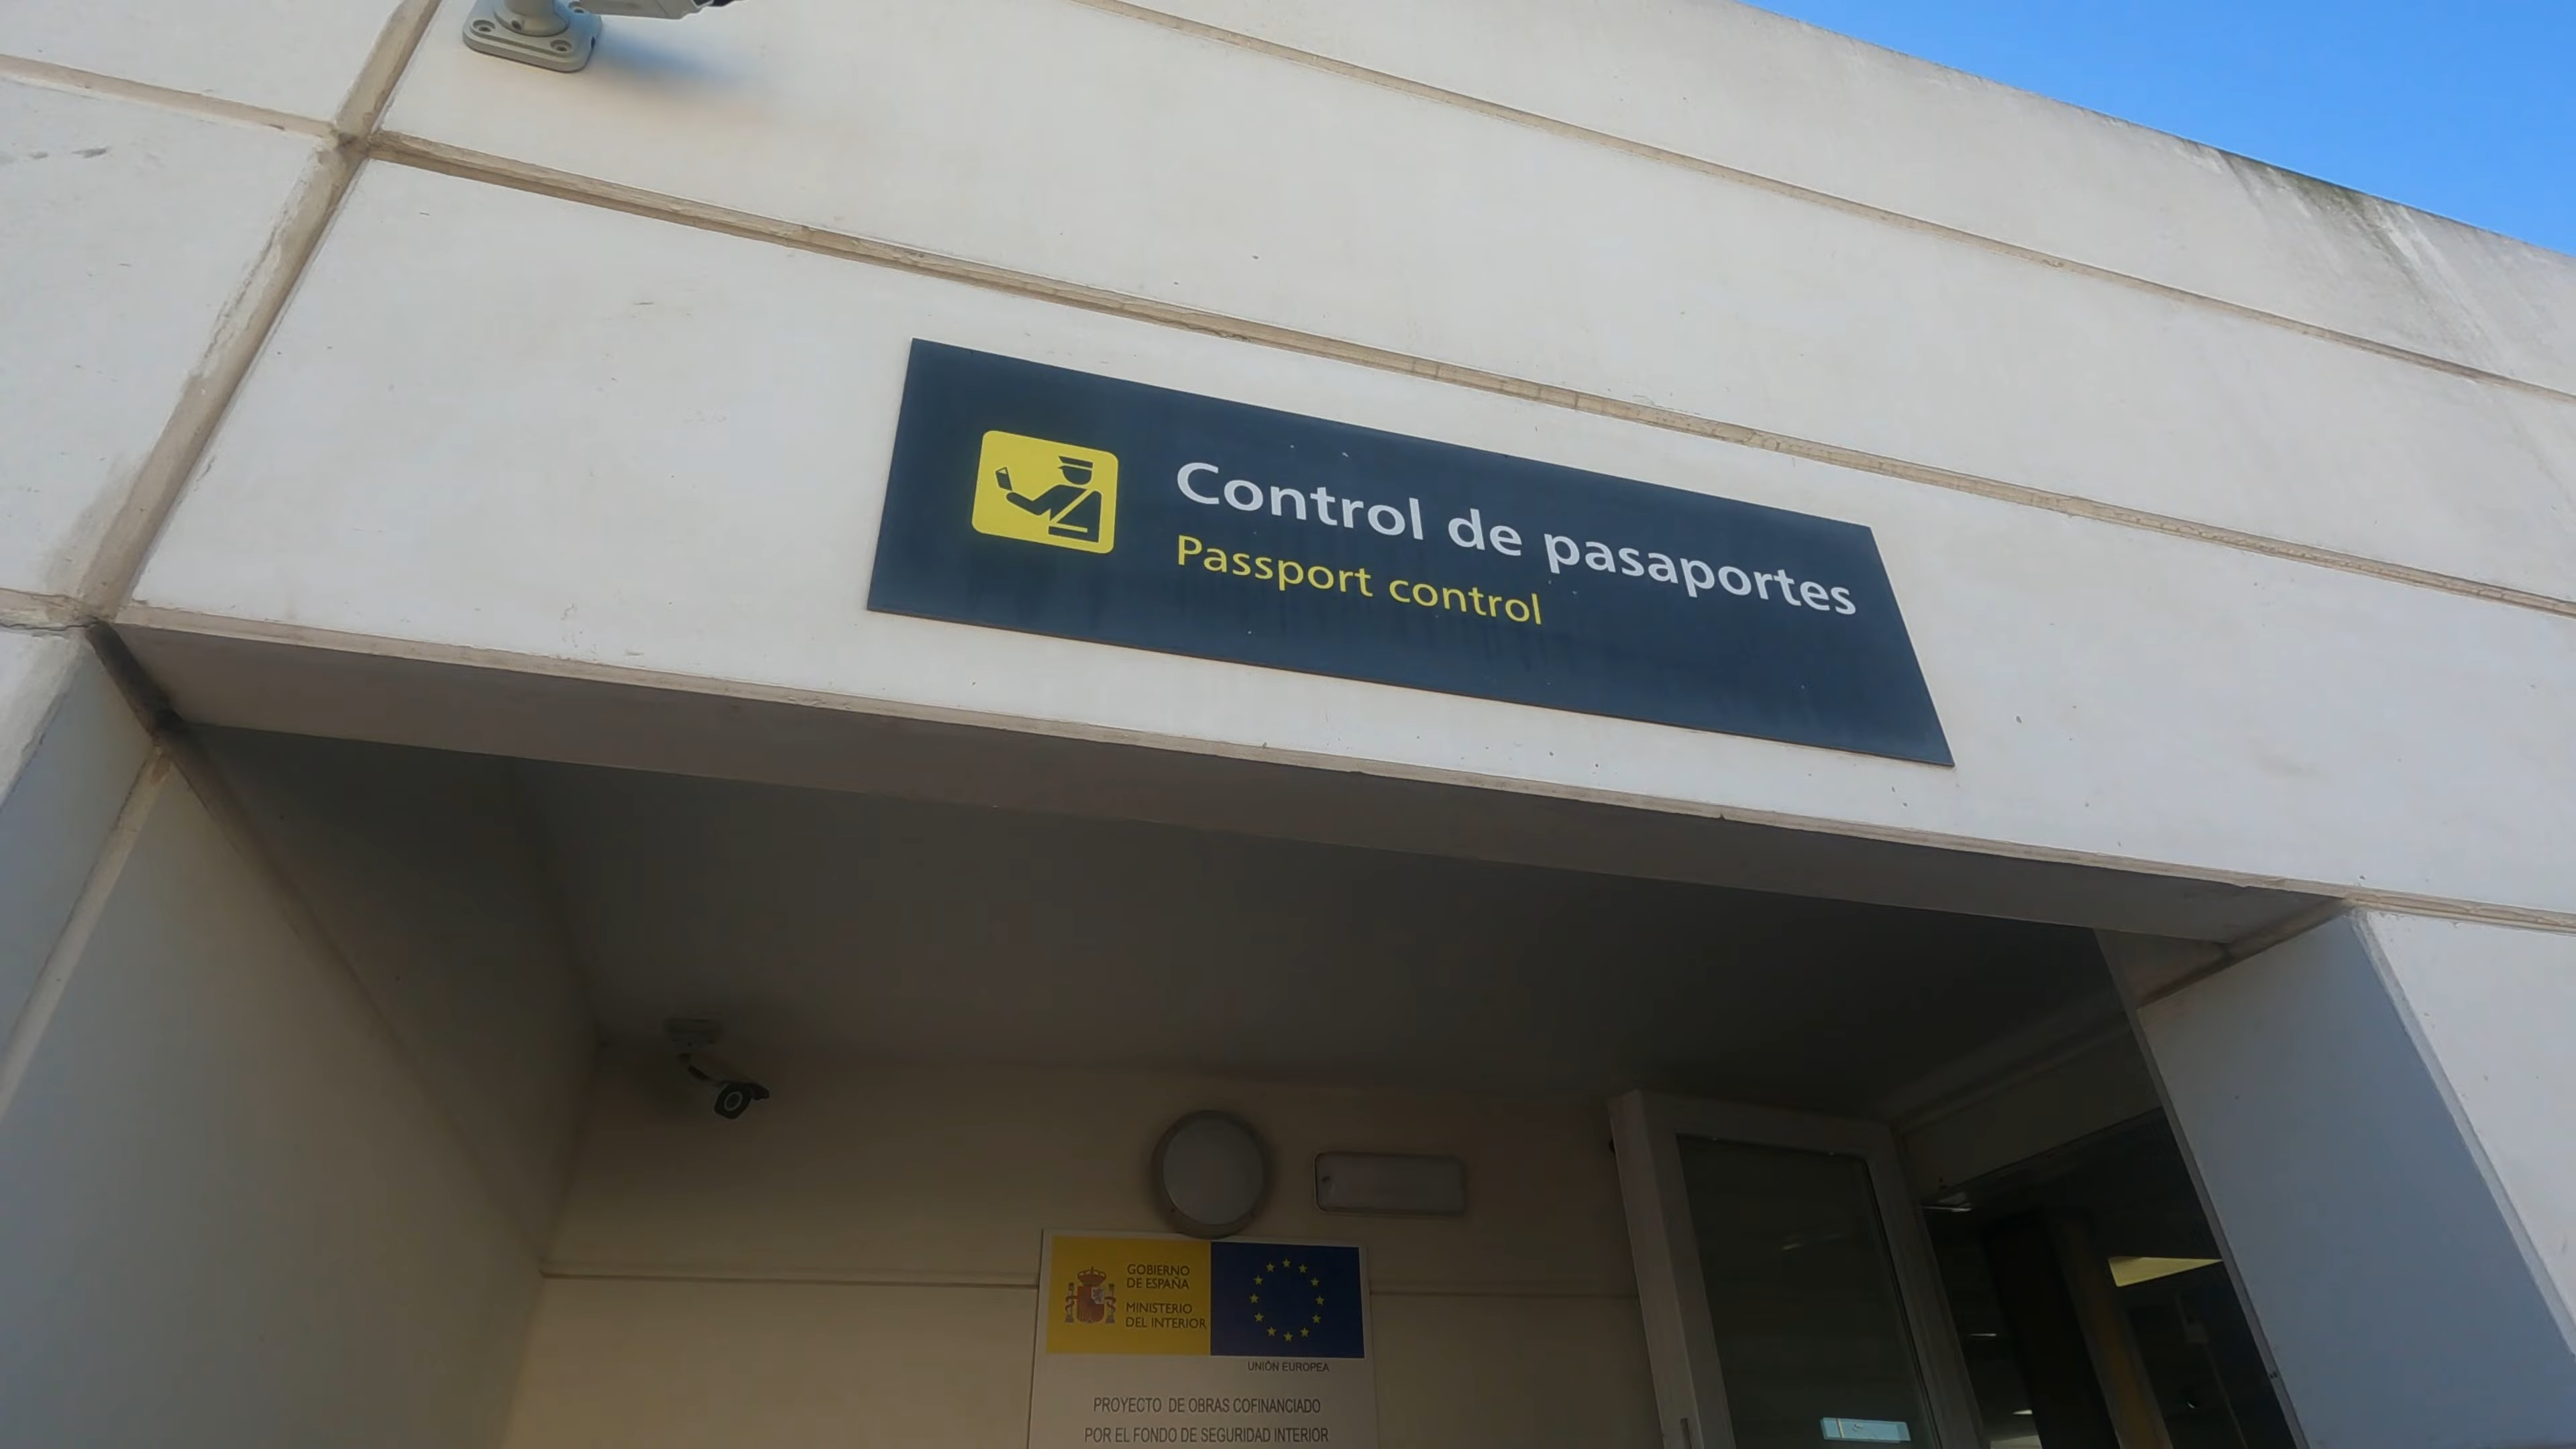 Control de pasaportes
Passport control
GOBIERNO
DE ESPAÑA
MINISTERIO
DEL INTERIOR
UNIÓN EUROPEA
PROYECTO DE OBRAS COFINANCIADO
POR EL FONDO DE SEGURIDAD INTERIOR